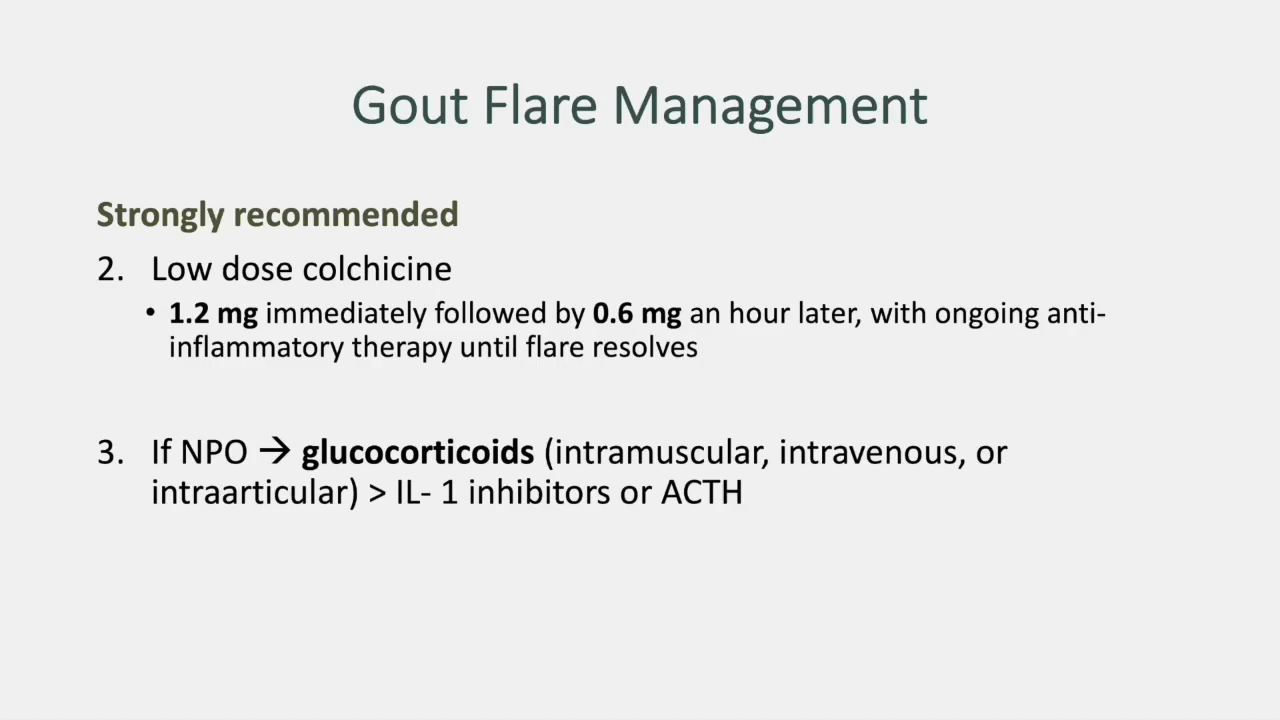 Gout Flare Management
Strongly recommended
2. Low dose colchicine
• 1.2 mg immediately followed by 0.6 mg an hour later, with ongoing anti-
inflammatory therapy until flare resolves
3. If NPO → glucocorticoids (intramuscular, intravenous, or
intraarticular) > IL- 1 inhibitors or ACTH